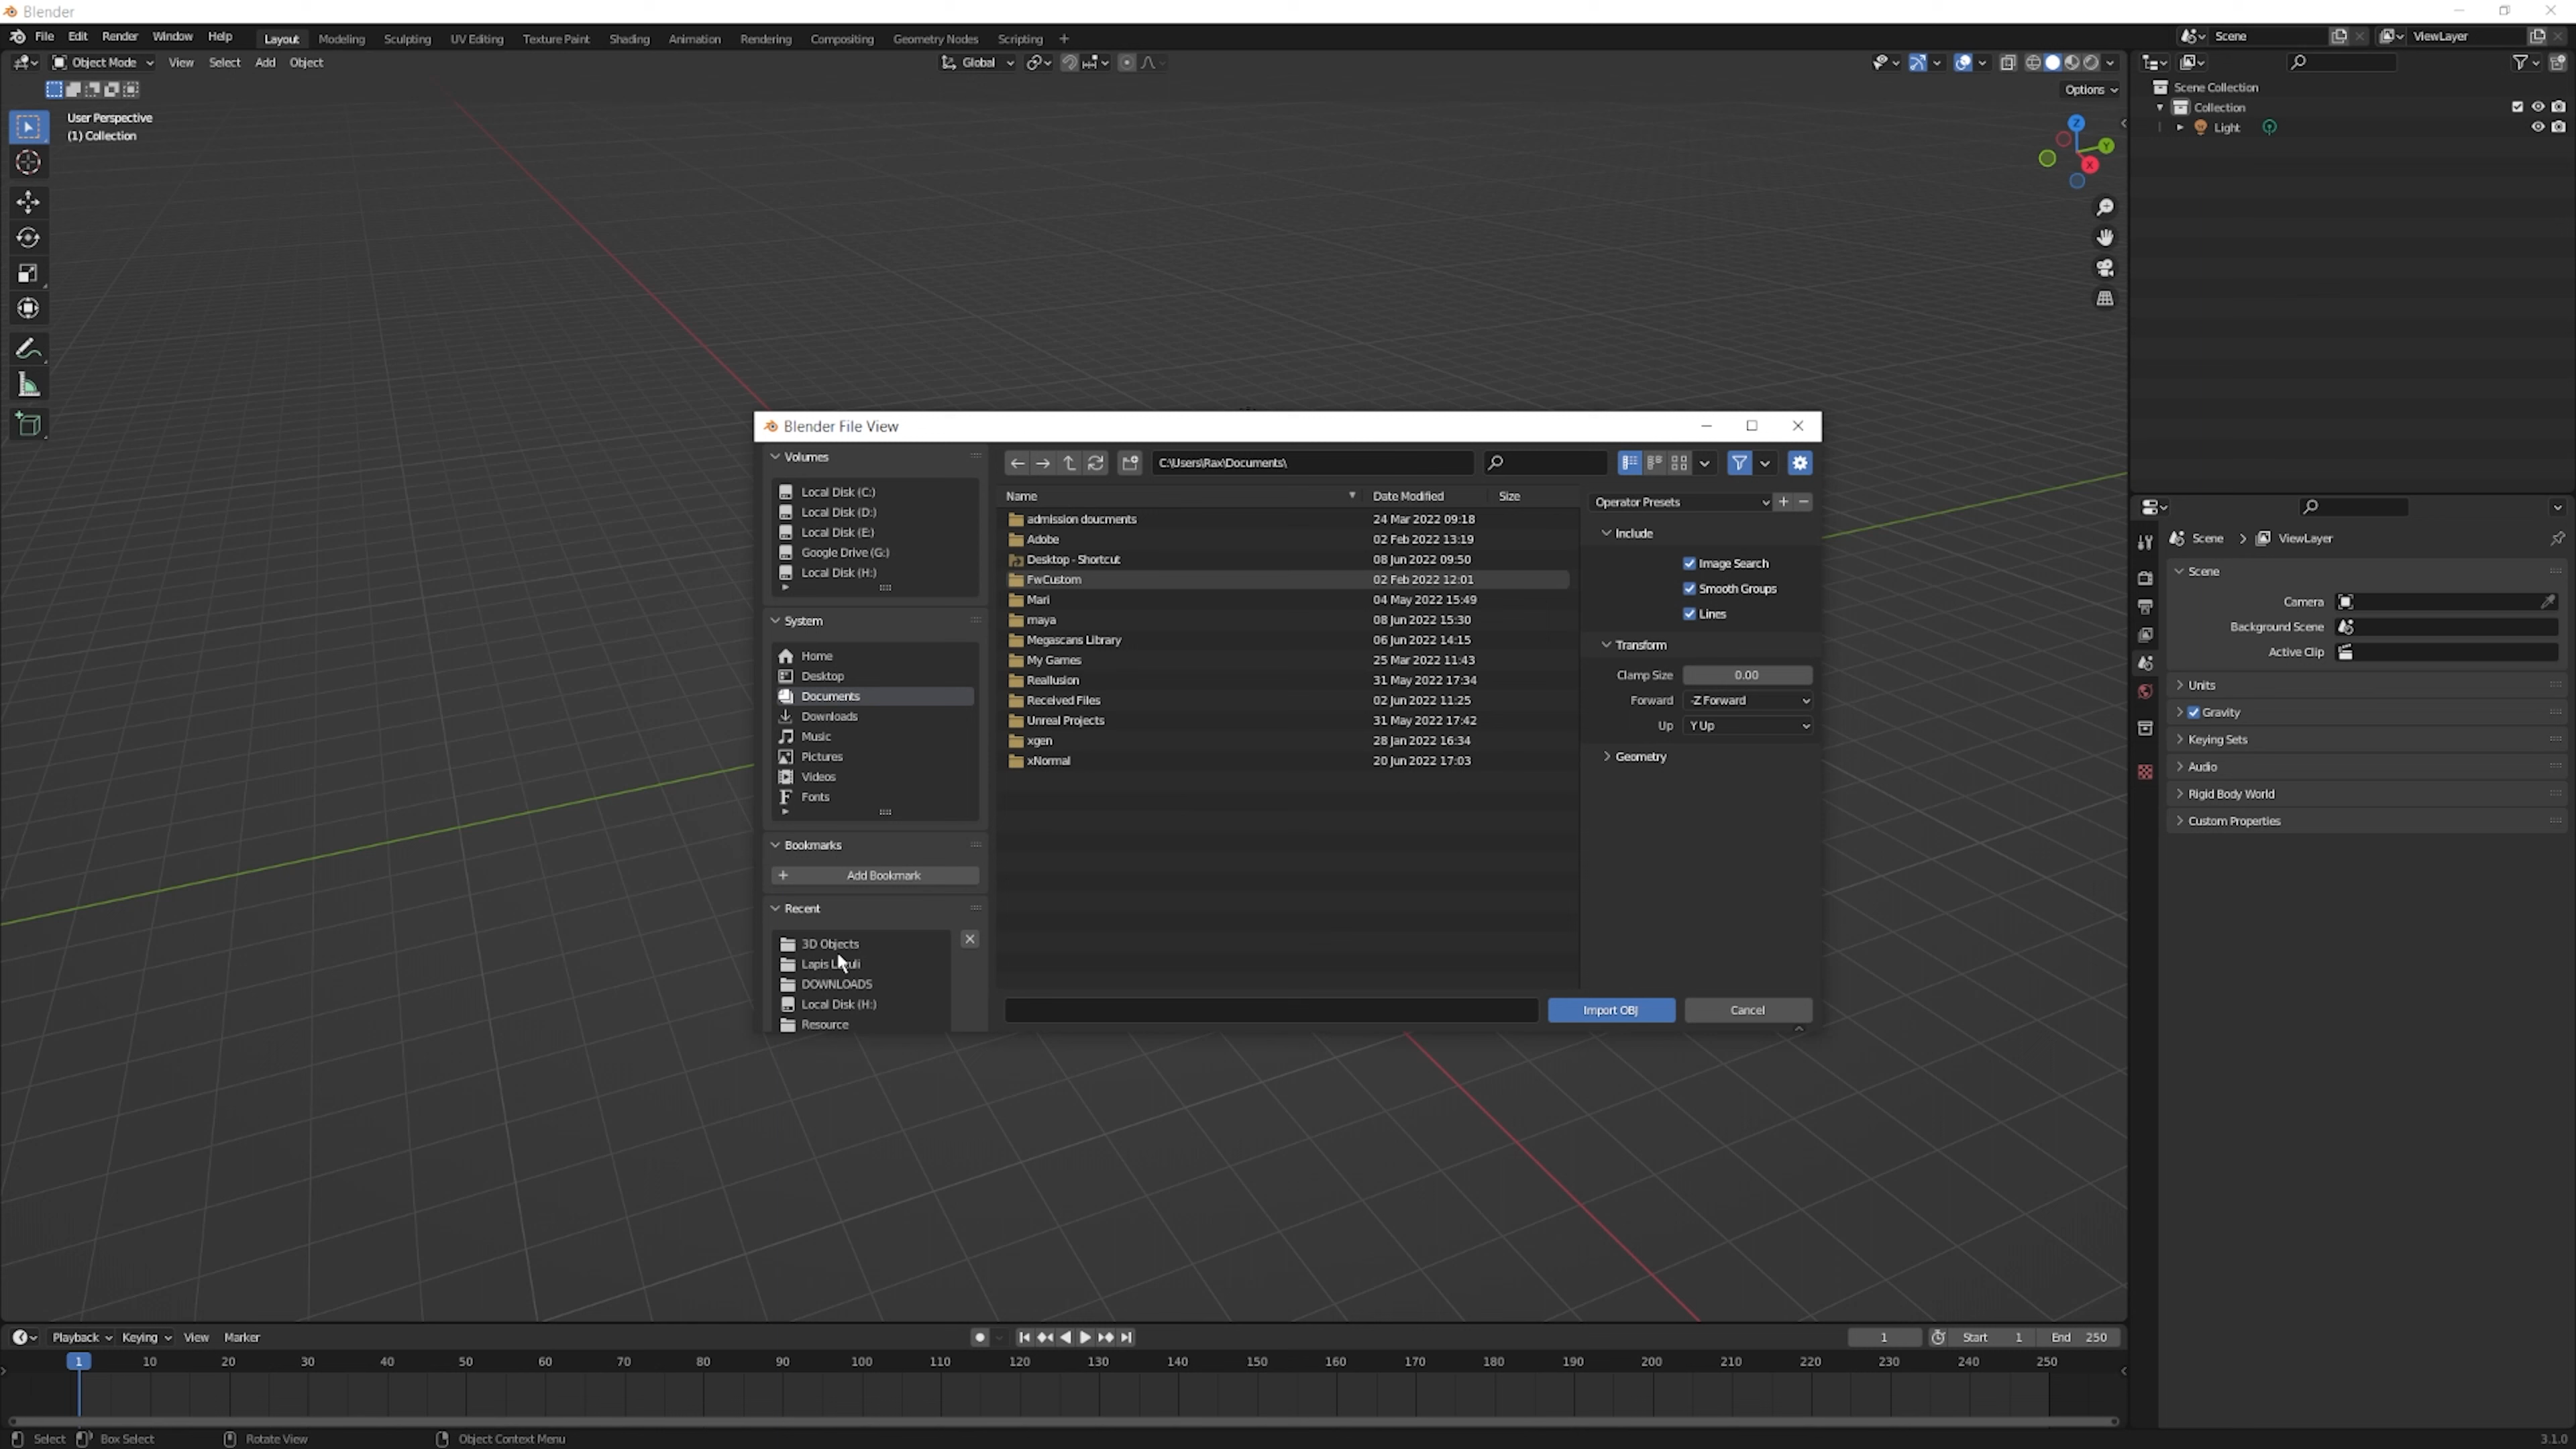 Blender
File Edit Render Window Help Layout Modeling Sculpting UV Editing Texture Paint Shading Animation Rendering Compositing Geometry Nodes Scripting + Scene ViewLayer
Object Mode View Select Add Object Global
Options
User Perspective
(1) Collection
Z
Y
X
Scene Collection
Collection
Light
Blender File View
Volumes
Local Disk (C:)
Local Disk (D:)
Local Disk (E:)
Google Drive (G:)
Local Disk (H:)
System
Home
Desktop
Documents
Downloads
Music
Pictures
Videos
Fonts
Bookmarks
Add Bookmark
Recent
3D Objects
Lapis
DOWNLOADS
Local Disk (H:)
Resource
C:\Users\Rax\Documents\
Name Date Modified Size
admission doucments 24 Mar 2022 09:18
Adobe 02 Feb 2022 13:19
Desktop - Shortcut 08 Jun 2022 09:50
FwCustom 02 Feb 2022 12:01
Mari 04 May 2022 15:49
maya 08 Jun 2022 15:30
Megascans Library 06 Jun 2022 14:15
My Games 25 Mar 2022 11:43
Reallusion 31 May 2022 17:34
Received Files 02 Jun 2022 11:25
Unreal Projects 31 May 2022 17:42
xgen 28 Jan 2022 16:34
xNormal 20 Jun 2022 17:03
Operator Presets
Include
Image Search
Smooth Groups
Lines
Transform
Clamp Size 0.00
Forward -Z Forward
Up Y Up
Geometry
Import OBJ Cancel
Scene > ViewLayer
Scene
Camera
Background Scene
Active Clip
Units
Gravity
Keying Sets
Audio
Rigid Body World
Custom Properties
Playback Keying View Marker 1 Start 1 End 250
1 10 20 30 40 50 60 70 80 90 100 110 120 130 140 150 160 170 180 190 200 210 220 230 240 250
Select Box Select Rotate View Object Context Menu 3.1.0